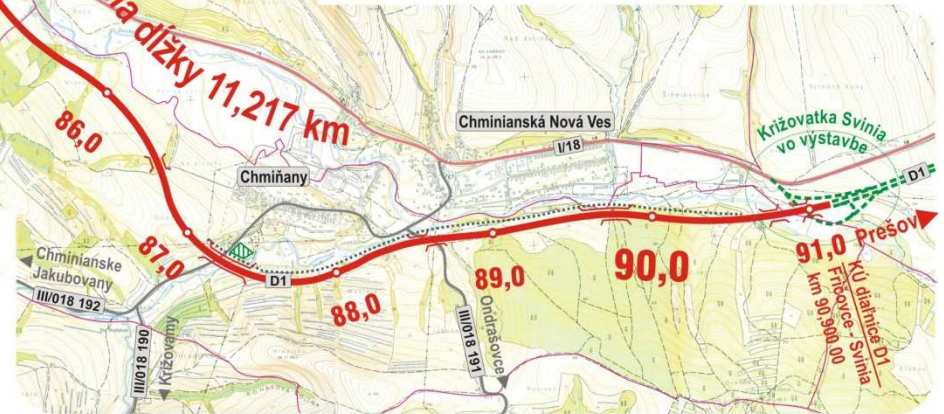 dĺžky 11,217 km
86,0
Chminianská Nová Ves
I/18
Križovatka Svinia
vo výstavbe
D1
Chmiňany
87,0
D1
88,0
89,0
90,0
91,0
Prešov
KÚ diaľnice D1
Fričovce - Svinia
km 90,900 00
Chminianske
Jakubovany
III/018 192
III/018 190
Križovany
III/018 191
Ondrašovce